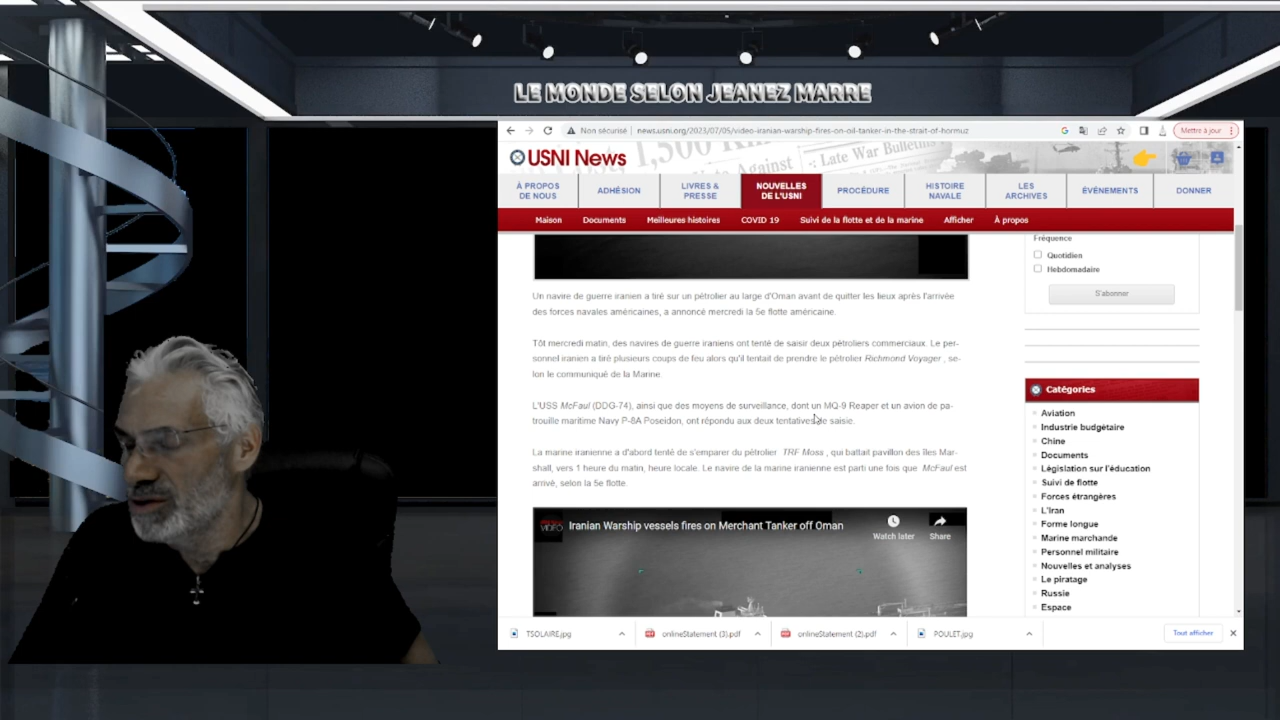 LE MONDE SELON JEANEZ MARRE
Non sécurisé | news.usni.org/2023/07/05/video-iranian-warship-fires-on-oil-tanker-in-the-strait-of-hormuz
Mettre à jour
USNI News
1,500
Against
Late War Bulletins
À PROPOS
DE NOUS
ADHÉSION
LIVRES &
PRESSE
NOUVELLES
DE L'USNI
PROCÉDURE
HISTOIRE
NAVALE
LES
ARCHIVES
ÉVÉNEMENTS
DONNER
Maison Documents Meilleures histoires COVID 19 Suivi de la flotte et de la marine Afficher À propos
Un navire de guerre iranien a tiré sur un pétrolier au large d'Oman avant de quitter les lieux après l'arrivée
des forces navales américaines, a annoncé mercredi la 5e flotte américaine.
Tôt mercredi matin, des navires de guerre iraniens ont tenté de saisir deux pétroliers commerciaux. Le per-
sonnel iranien a tiré plusieurs coups de feu alors qu'il tentait de prendre le pétrolier Richmond Voyager , se-
lon le communiqué de la Marine.
L'USS McFaul (DDG-74), ainsi que des moyens de surveillance, dont un MQ-9 Reaper et un avion de pa-
trouille maritime Navy P-8A Poseidon, ont répondu aux deux tentatives de saisie.
La marine iranienne a d'abord tenté de s'emparer du pétrolier TRF Moss , qui battait pavillon des îles Mar-
shall, vers 1 heure du matin, heure locale. Le navire de la marine iranienne est parti une fois que McFaul est
arrivé, selon la 5e flotte.
VIDEO
Iranian Warship vessels fires on Merchant Tanker off Oman
Watch later
Share
Fréquence
Quotidien
Hebdomadaire
S'abonner
Catégories
Aviation
Industrie budgétaire
Chine
Documents
Législation sur l'éducation
Suivi de flotte
Forces étrangères
L'Iran
Forme longue
Marine marchande
Personnel militaire
Nouvelles et analyses
Le piratage
Russie
Espace
TSOLAIRE.jpg
onlineStatement (3).pdf
onlineStatement (2).pdf
POULET.jpg
Tout afficher